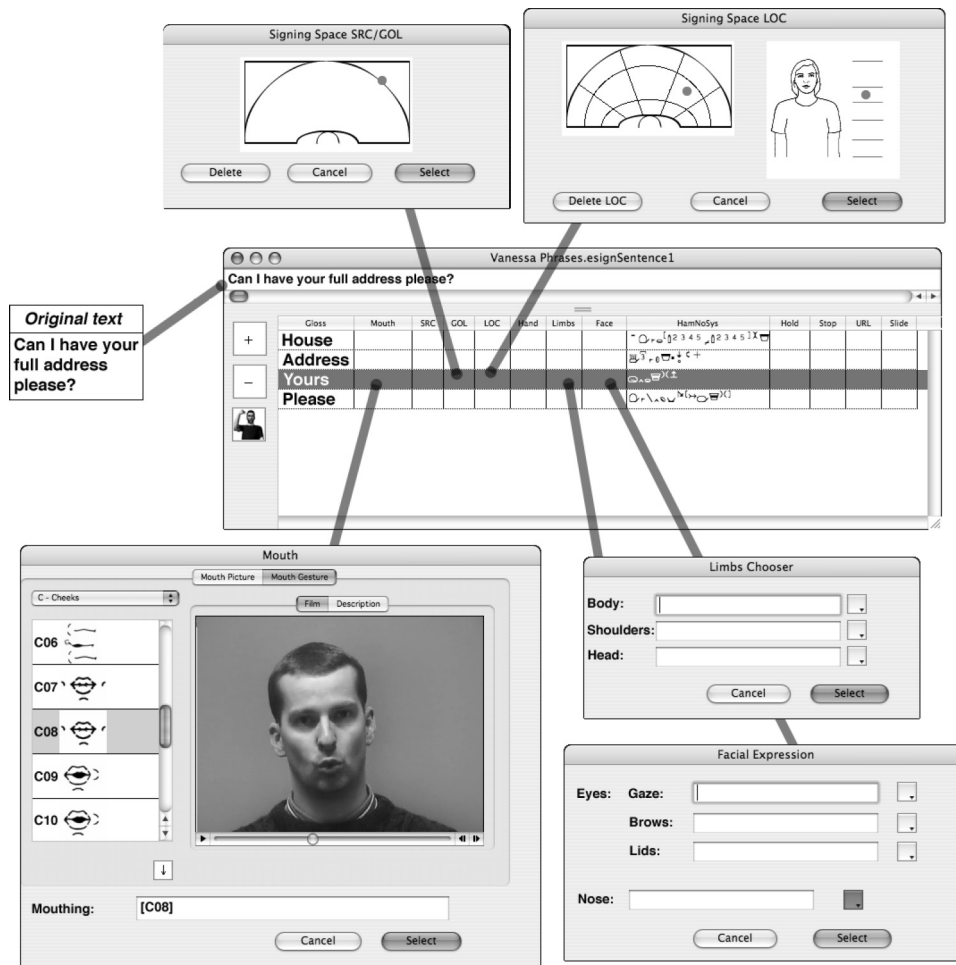 Signing Space SRC/GOL
Delete Cancel Select
Signing Space LOC
Delete LOC Cancel Select
Original text
Can I have your
full address
please?
Vanessa Phrases.esignSentence1
Can I have your full address please?
Gloss Mouth SRC GOL LOC Hand Limbs Face HamNoSys Hold Stop URL Slide
House
Address
Yours
Please
Mouth
Mouth Picture Mouth Gesture
C - Cheeks
Film Description
C06
C07
C08
C09
C10
Mouthing: [C08]
Cancel Select
Limbs Chooser
Body:
Shoulders:
Head:
Cancel Select
Facial Expression
Eyes: Gaze:
Brows:
Lids:
Nose:
Cancel Select